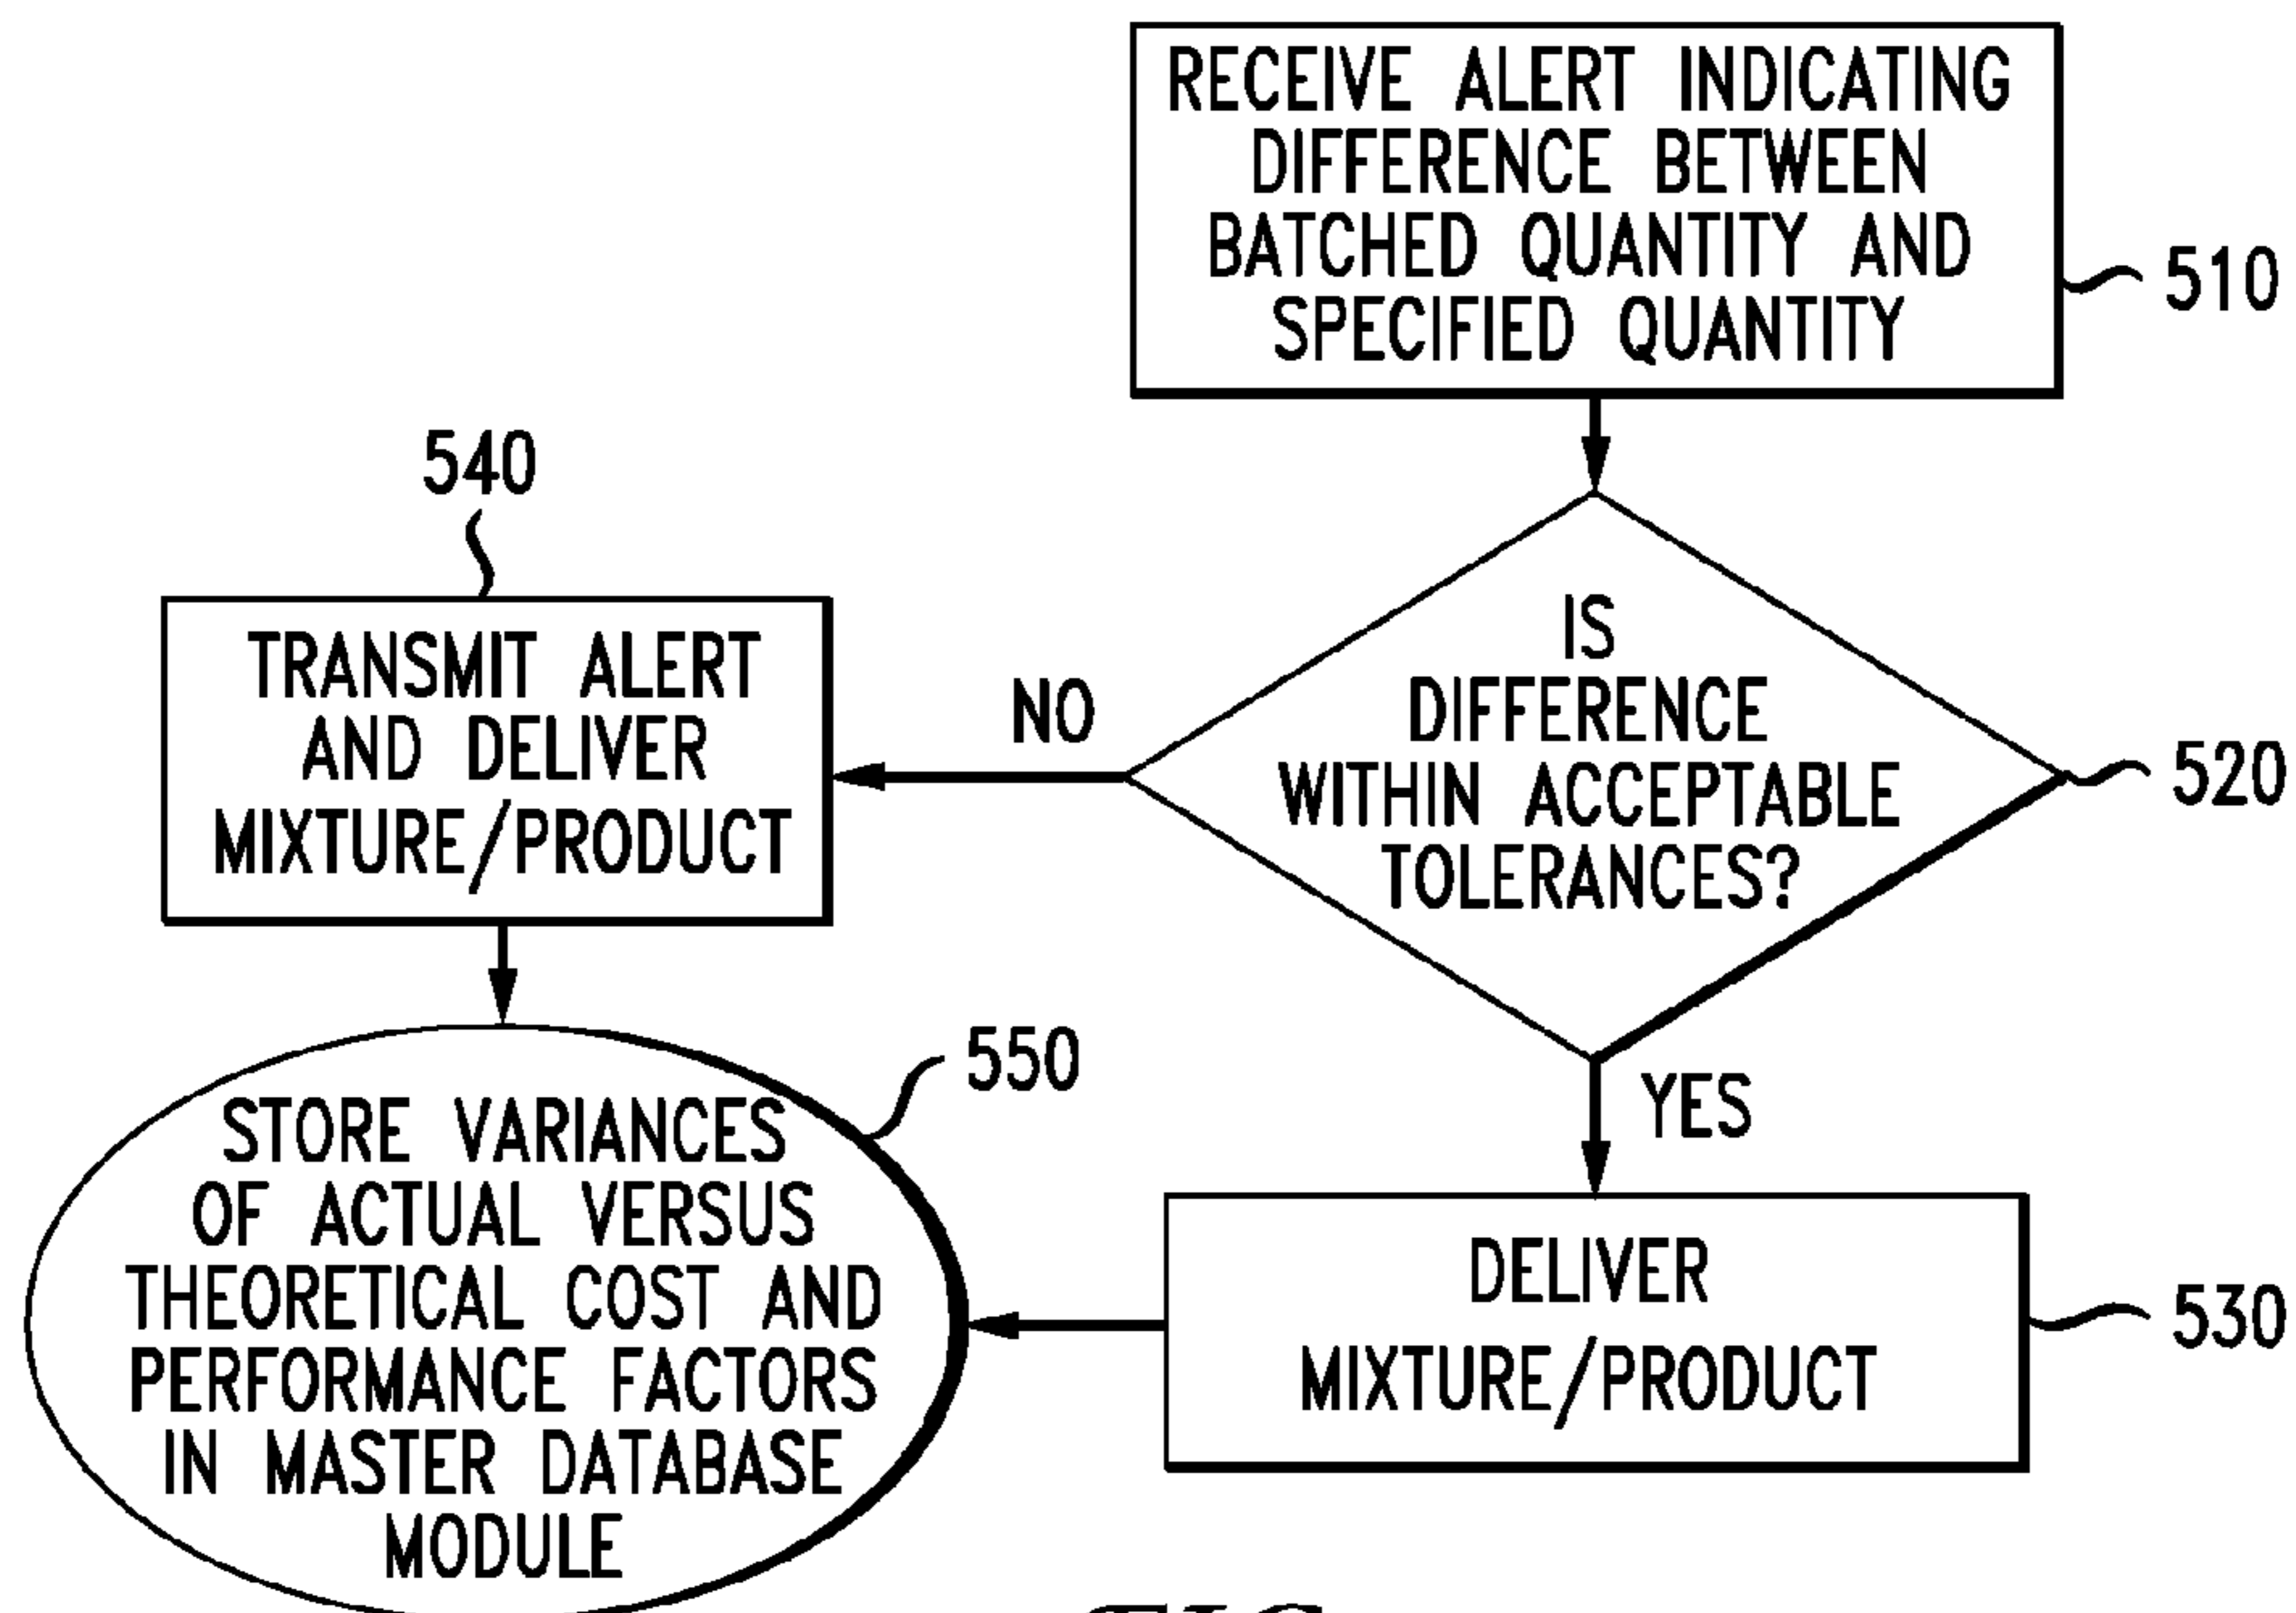 RECEIVE ALERT INDICATING
DIFFERENCE BETWEEN
BATCHED QUANTITY AND
SPECIFIED QUANTITY
510
540
IS
DIFFERENCE
WITHIN ACCEPTABLE
TOLERANCES?
520
NO
TRANSMIT ALERT
AND DELIVER
MIXTURE/PRODUCT
YES
550
STORE VARIANCES
OF ACTUAL VERSUS
THEORETICAL COST AND
PERFORMANCE FACTORS
IN MASTER DATABASE
MODULE
DELIVER
MIXTURE/PRODUCT
530